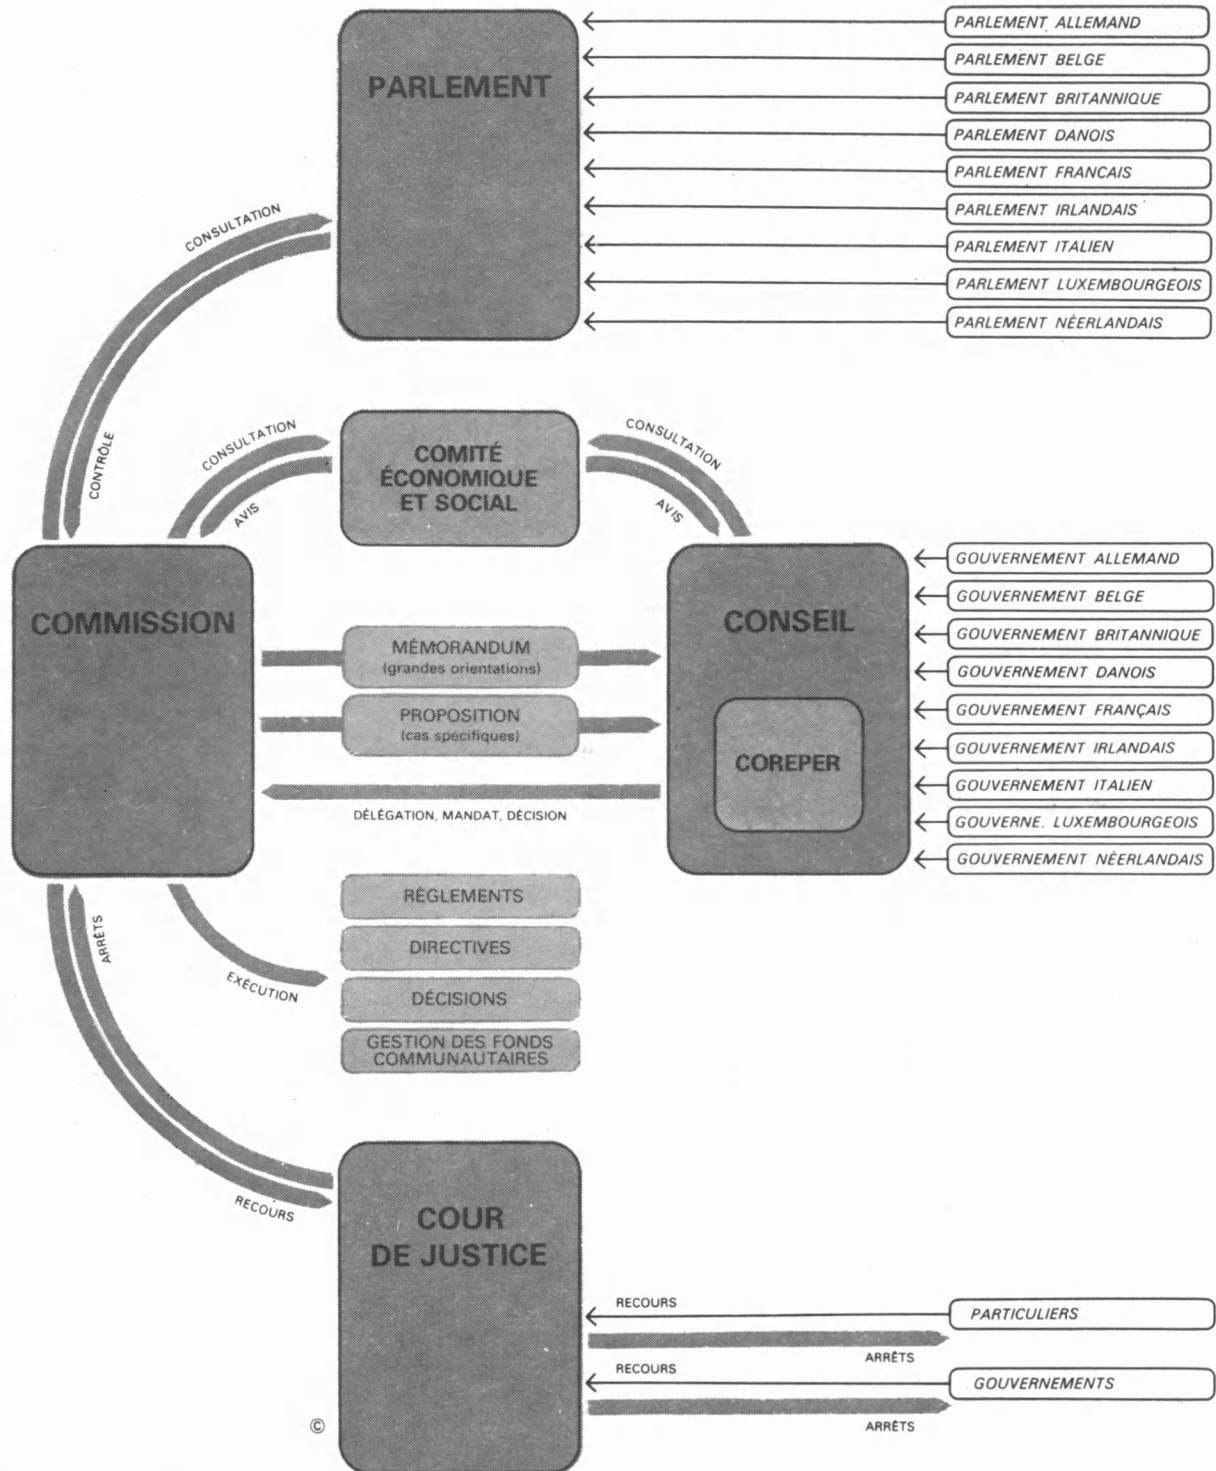 PARLEMENT
PARLEMENT ALLEMAND
PARLEMENT BELGE
PARLEMENT BRITANNIQUE
PARLEMENT DANOIS
PARLEMENT FRANCAIS
PARLEMENT IRLANDAIS
PARLEMENT ITALIEN
PARLEMENT LUXEMBOURGEOIS
PARLEMENT NÉERLANDAIS
CONSULTATION
CONTRÔLE
CONSULTATION
AVIS
COMITÉ
ÉCONOMIQUE
ET SOCIAL
CONSULTATION
AVIS
COMMISSION
MÉMORANDUM
(grandes orientations)
PROPOSITION
(cas spécifiques)
DÉLÉGATION, MANDAT, DÉCISION
CONSEIL
COREPER
GOUVERNEMENT ALLEMAND
GOUVERNEMENT BELGE
GOUVERNEMENT BRITANNIQUE
GOUVERNEMENT DANOIS
GOUVERNEMENT FRANÇAIS
GOUVERNEMENT IRLANDAIS
GOUVERNEMENT ITALIEN
GOUVERNE. LUXEMBOURGEOIS
GOUVERNEMENT NÉERLANDAIS
ARRÊTS
EXÉCUTION
RÈGLEMENTS
DIRECTIVES
DÉCISIONS
GESTION DES FONDS
COMMUNAUTAIRES
RECOURS
COUR
DE JUSTICE
RECOURS
PARTICULIERS
ARRÊTS
RECOURS
GOUVERNEMENTS
ARRÊTS
©